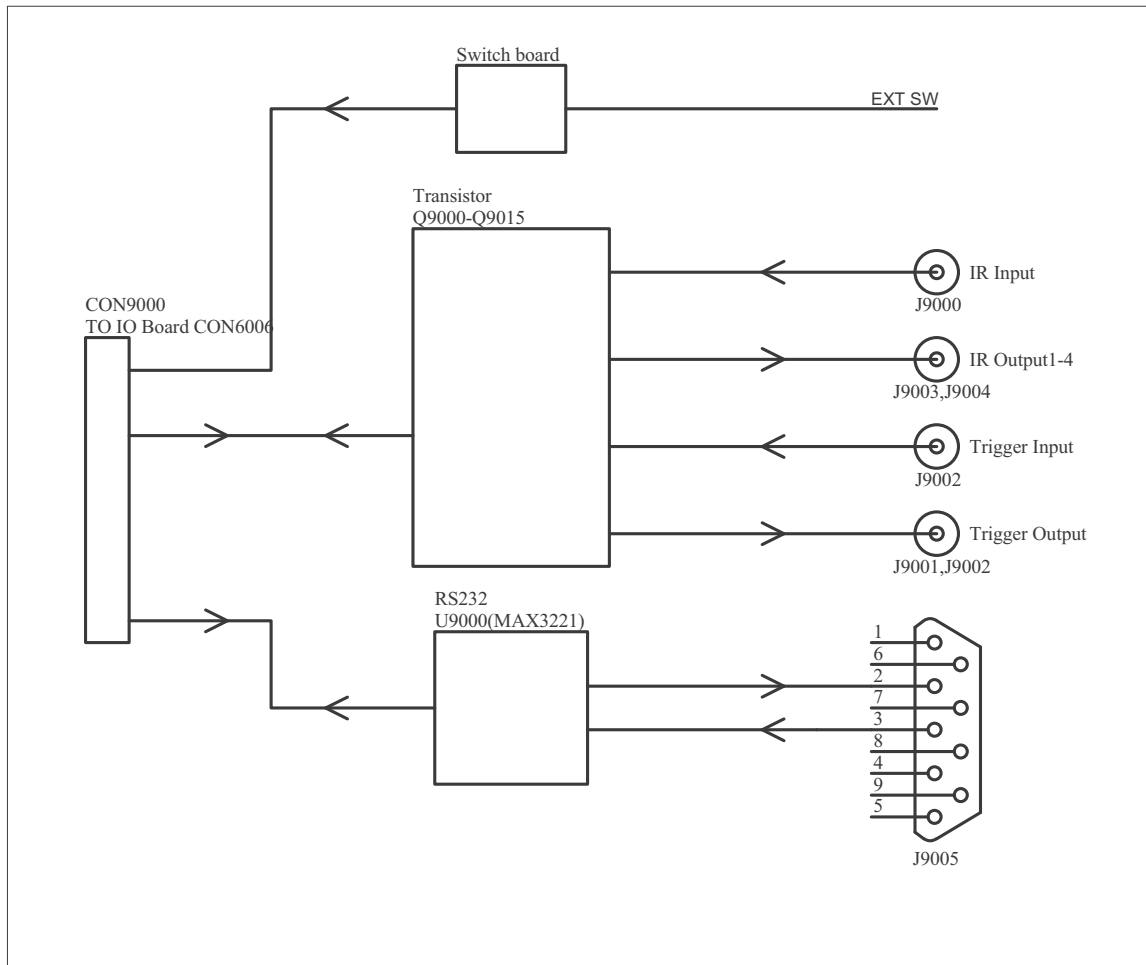 Switch board
EXT SW
Transistor
Q9000-Q9015
IR Input
J9000
CON9000
TO IO Board CON6006
IR Output1-4
J9003,J9004
Trigger Input
J9002
Trigger Output
J9001,J9002
RS232
U9000(MAX3221)
1
6
2
7
3
8
4
9
5
J9005